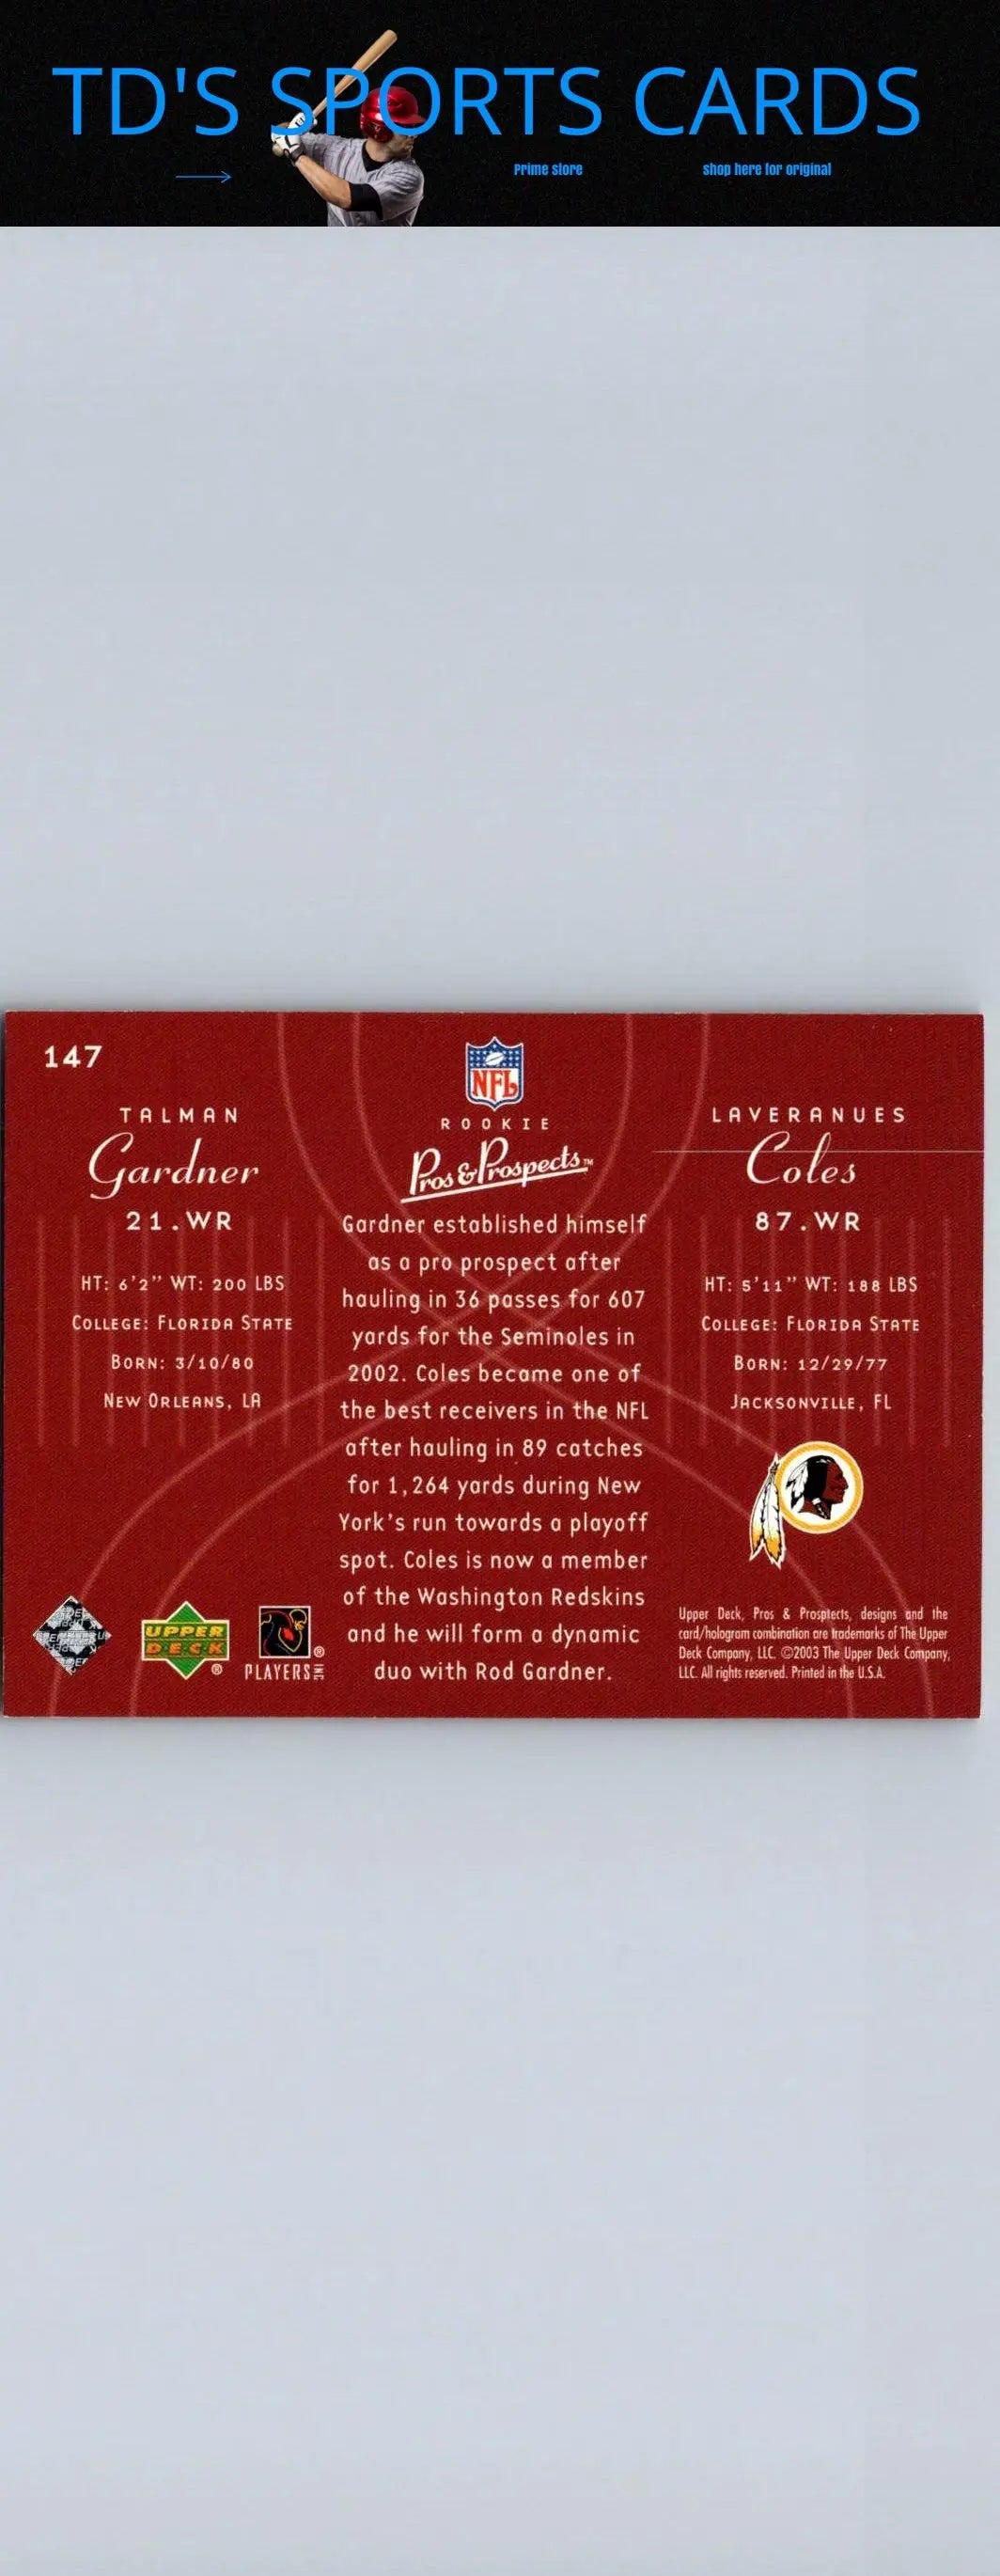 TD'S SPORTS CARDS
Prime store
shop here for original
147
TALMAN
Gardner
21.WR
HT: 6'2" WT: 200 LBS
COLLEGE: FLORIDA STATE
BORN: 3/10/80
NEW ORLEANS, LA
UPPER
DECK
®
PLAYERS INC
®
NFL
ROOKIE
Pros & Prospects™
Gardner established himself
as a pro prospect after
hauling in 36 passes for 607
yards for the Seminoles in
2002. Coles became one of
the best receivers in the NFL
after hauling in 89 catches
for 1,264 yards during New
York's run towards a playoff
spot. Coles is now a member
of the Washington Redskins
and he will form a dynamic
duo with Rod Gardner.
LAVERANUES
Coles
87.WR
HT: 5'11" WT: 188 LBS
COLLEGE: FLORIDA STATE
BORN: 12/29/77
JACKSONVILLE, FL
Upper Deck, Pros & Prosptects, designs and the
card/hologram combination are trademarks of The Upper
Deck Company, LLC. ©2003 The Upper Deck Company,
LLC. All rights reserved. Printed in the U.S.A.